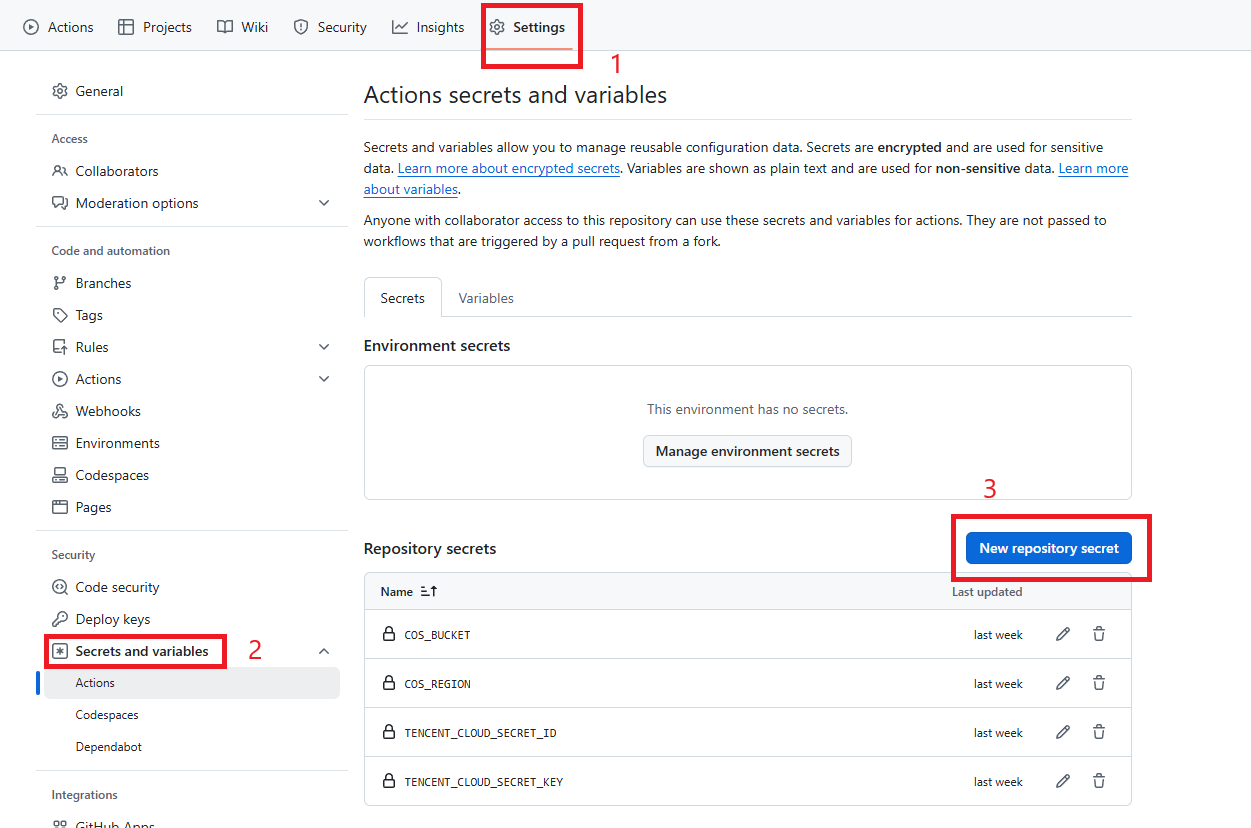 Actions Projects Wiki Security Insights Settings
1
General
Access
Collaborators
Moderation options
Code and automation
Branches
Tags
Rules
Actions
Webhooks
Environments
Codespaces
Pages
Security
Code security
Deploy keys
Secrets and variables 2
Actions
Codespaces
Dependabot
Integrations
GitHub Apps
Actions secrets and variables
Secrets and variables allow you to manage reusable configuration data. Secrets are encrypted and are used for sensitive
data. Learn more about encrypted secrets. Variables are shown as plain text and are used for non-sensitive data. Learn more
about variables.
Anyone with collaborator access to this repository can use these secrets and variables for actions. They are not passed to
workflows that are triggered by a pull request from a fork.
Secrets Variables
Environment secrets
This environment has no secrets.
Manage environment secrets
3
Repository secrets New repository secret
Name Last updated
COS_BUCKET last week
COS_REGION last week
TENCENT_CLOUD_SECRET_ID last week
TENCENT_CLOUD_SECRET_KEY last week